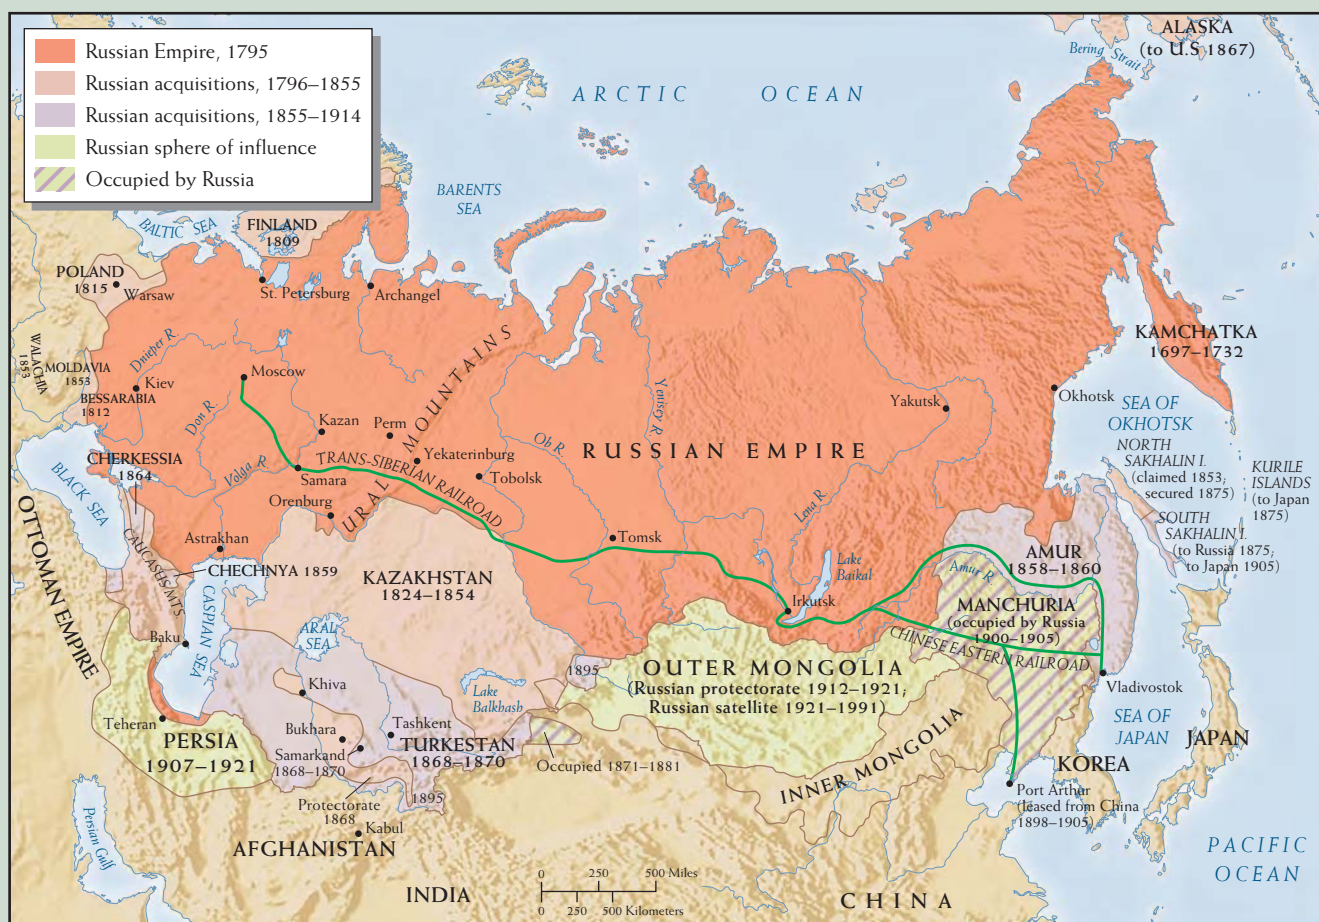 Russian Empire, 1795
Russian acquisitions, 1796–1855
Russian acquisitions, 1855–1914
Russian sphere of influence
Occupied by Russia
ALASKA
(to U.S 1867)
Bering Strait
ARCTIC OCEAN
BARENTS
SEA
BALTIC SEA
FINLAND
1809
POLAND
1815
Warsaw
St. Petersburg
Archangel
WALACHIA
1853
MOLDAVIA
1853
Dnieper R.
Kiev
BESSARABIA
1812
Moscow
Don R.
Kazan
Perm
URAL MOUNTAINS
Yekaterinburg
Ob R.
Tobolsk
Yenisey R.
RUSSIAN EMPIRE
Yakutsk
Lena R.
KAMCHATKA
1697–1732
Okhotsk
SEA OF
OKHOTSK
NORTH
SAKHALIN I.
(claimed 1853;
secured 1875)
KURILE
ISLANDS
(to Japan
1875)
SOUTH
SAKHALIN I.
(to Russia 1875;
to Japan 1905)
CHERKESSIA
1864
BLACK SEA
Volga R
Samara
TRANS-SIBERIAN RAILROAD
Orenburg
Astrakhan
CAUCASUS MTS.
CHECHNYA 1859
OTTOMAN EMPIRE
CASPIAN SEA
Baku
KAZAKHSTAN
1824–1854
Tomsk
Irkutsk
Lake
Baikal
AMUR
1858–1860
Amur R.
MANCHURIA
(occupied by Russia
1900–1905)
CHINESE EASTERN RAILROAD
Vladivostok
ARAL
SEA
Khiva
Lake
Balkhash
1895
OUTER MONGOLIA
(Russian protectorate 1912–1921;
Russian satellite 1921–1991)
Teheran
PERSIA
1907–1921
Bukhara
Tashkent
Samarkand
1868–1870
TURKESTAN
1868–1870
Occupied 1871–1881
Protectorate
1868
1895
Kabul
AFGHANISTAN
INNER MONGOLIA
SEA OF
JAPAN
JAPAN
KOREA
Port Arthur
(leased from China
1898–1905)
PACIFIC
OCEAN
Persian Gulf
INDIA
CHINA
0 250 500 Miles
0 250 500 Kilometers